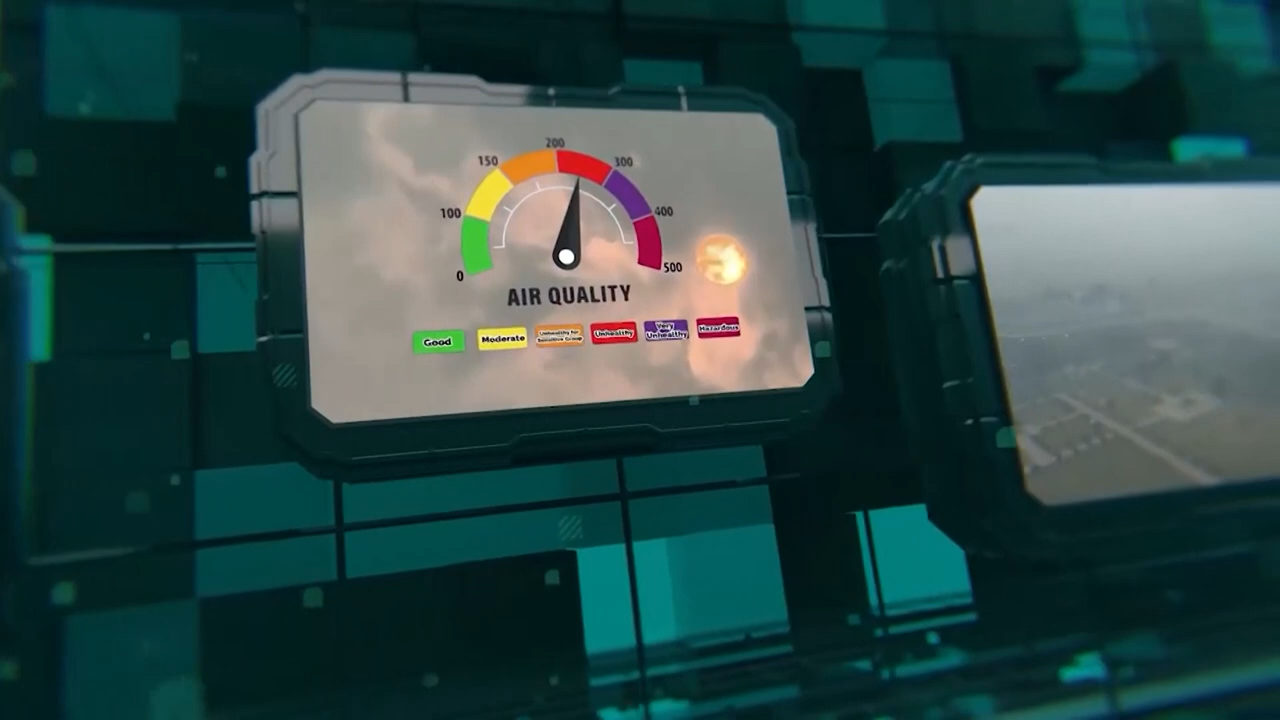 200
150
300
100
400
0
500
AIR QUALITY
Good
Moderate
Unhealthy for
Sensitive Group
Unhealthy
Very
Unhealthy
Hazardous